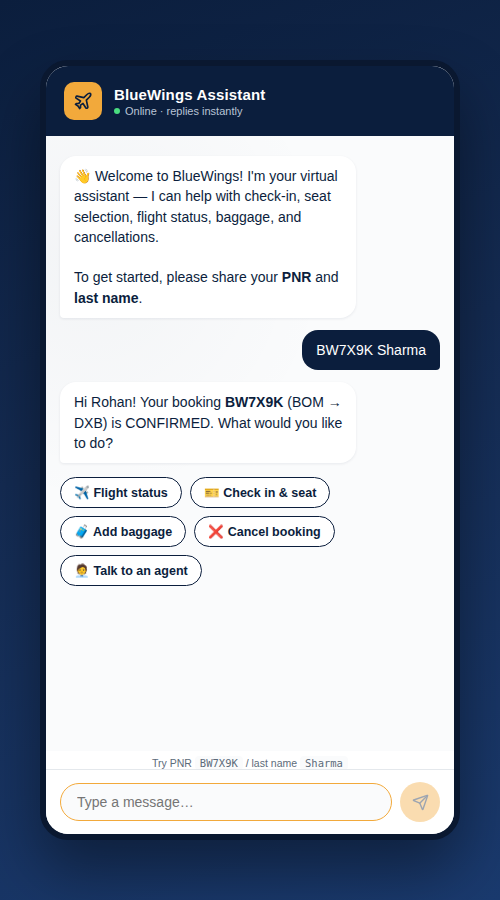 BlueWings Assistant
Online · replies instantly
👋 Welcome to BlueWings! I'm your virtual
assistant — I can help with check-in, seat
selection, flight status, baggage, and
cancellations.
To get started, please share your PNR and
last name.
BW7X9K Sharma
Hi Rohan! Your booking BW7X9K (BOM →
DXB) is CONFIRMED. What would you like
to do?
✈️ Flight status
🎫 Check in & seat
🧳 Add baggage
❌ Cancel booking
🧑‍💼 Talk to an agent
Try PNR BW7X9K / last name Sharma
Type a message…